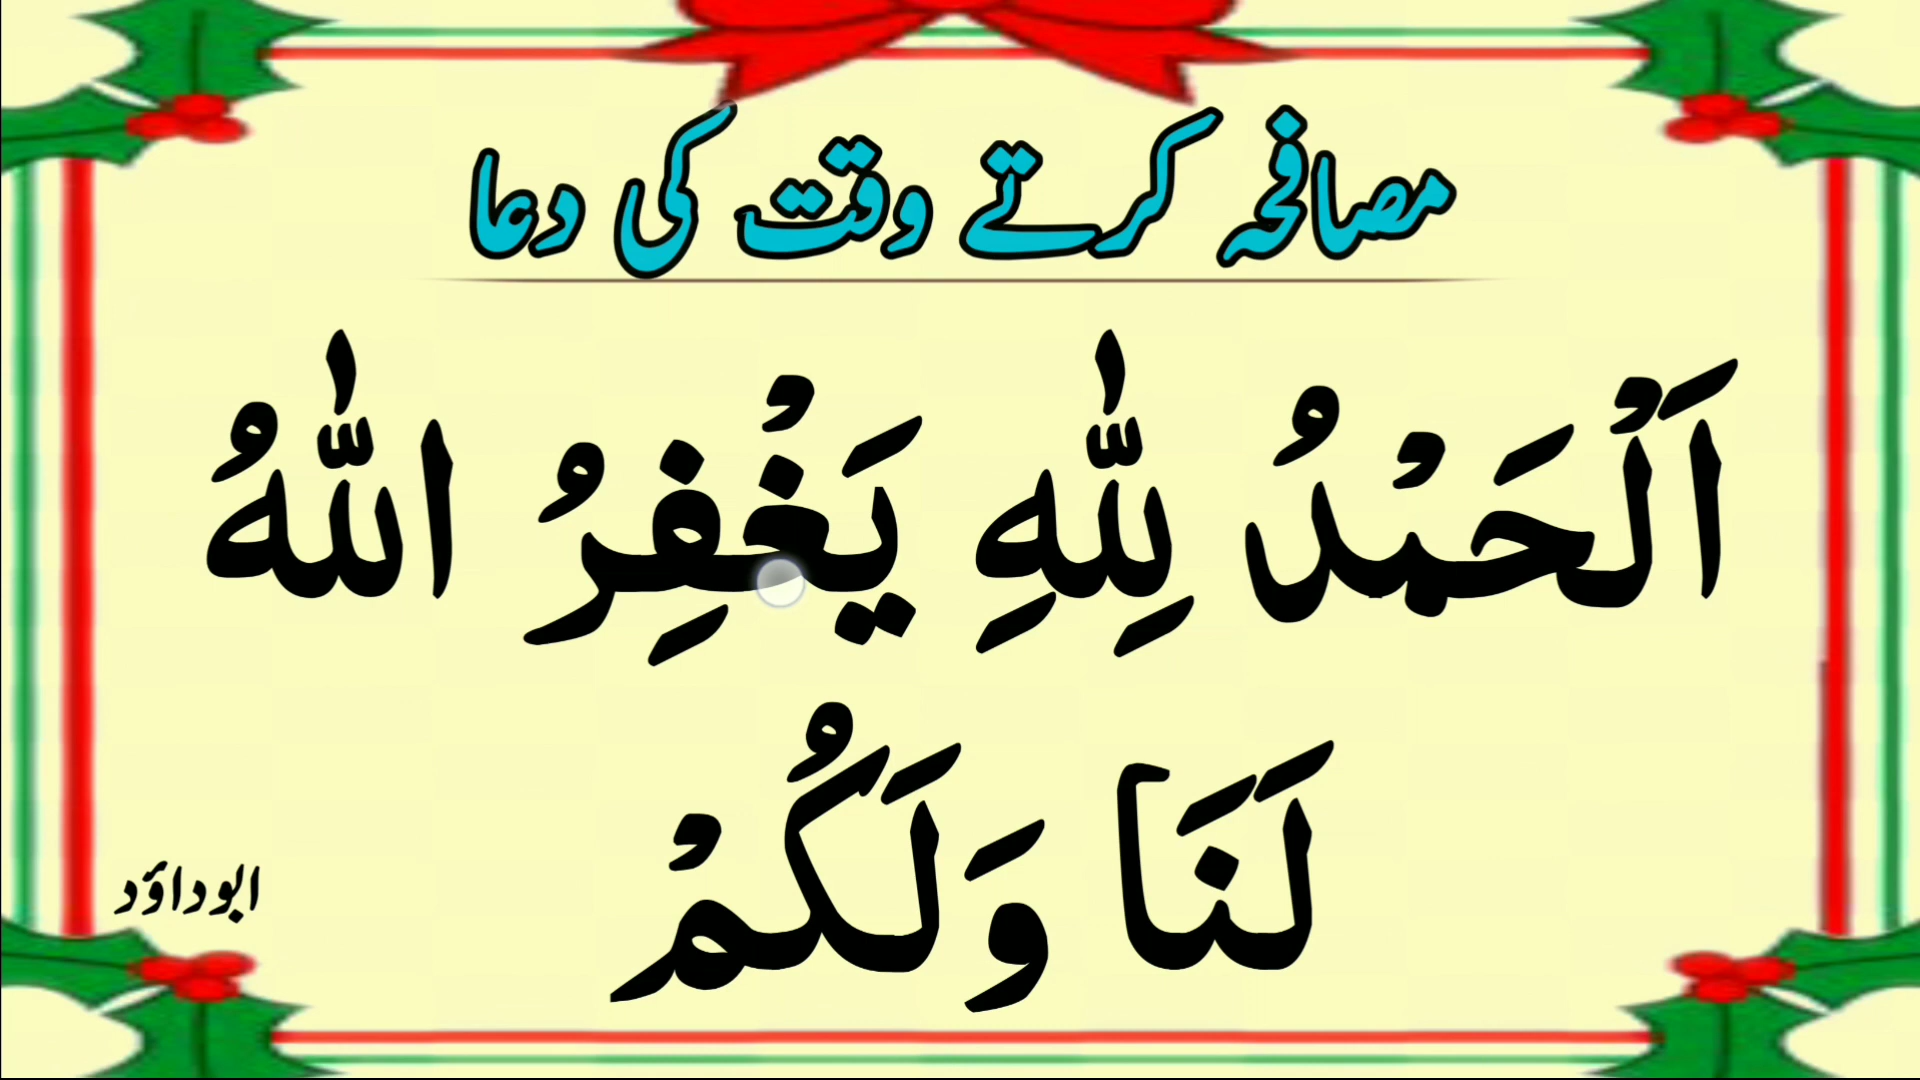 مصافحہ کرتے وقت کی دعا
اَلْحَمْدُ لِلّٰهِ يَغْفِرُ اللّٰهُ
لَنَا وَلَكُمْ
ابوداؤد